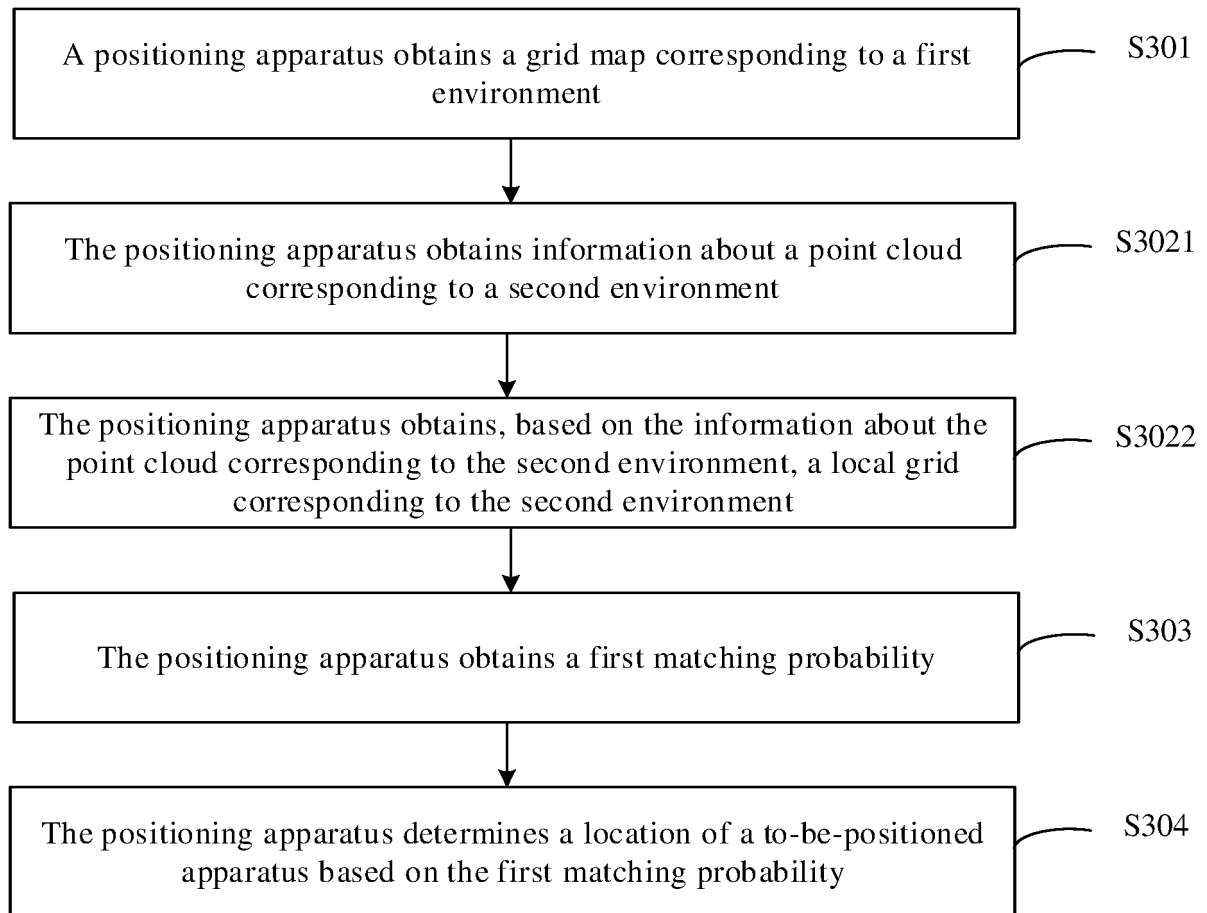 A positioning apparatus obtains a grid map corresponding to a first
environment
S301
The positioning apparatus obtains information about a point cloud
corresponding to a second environment
S3021
The positioning apparatus obtains, based on the information about the
point cloud corresponding to the second environment, a local grid
corresponding to the second environment
S3022
The positioning apparatus obtains a first matching probability
S303
The positioning apparatus determines a location of a to-be-positioned
apparatus based on the first matching probability
S304